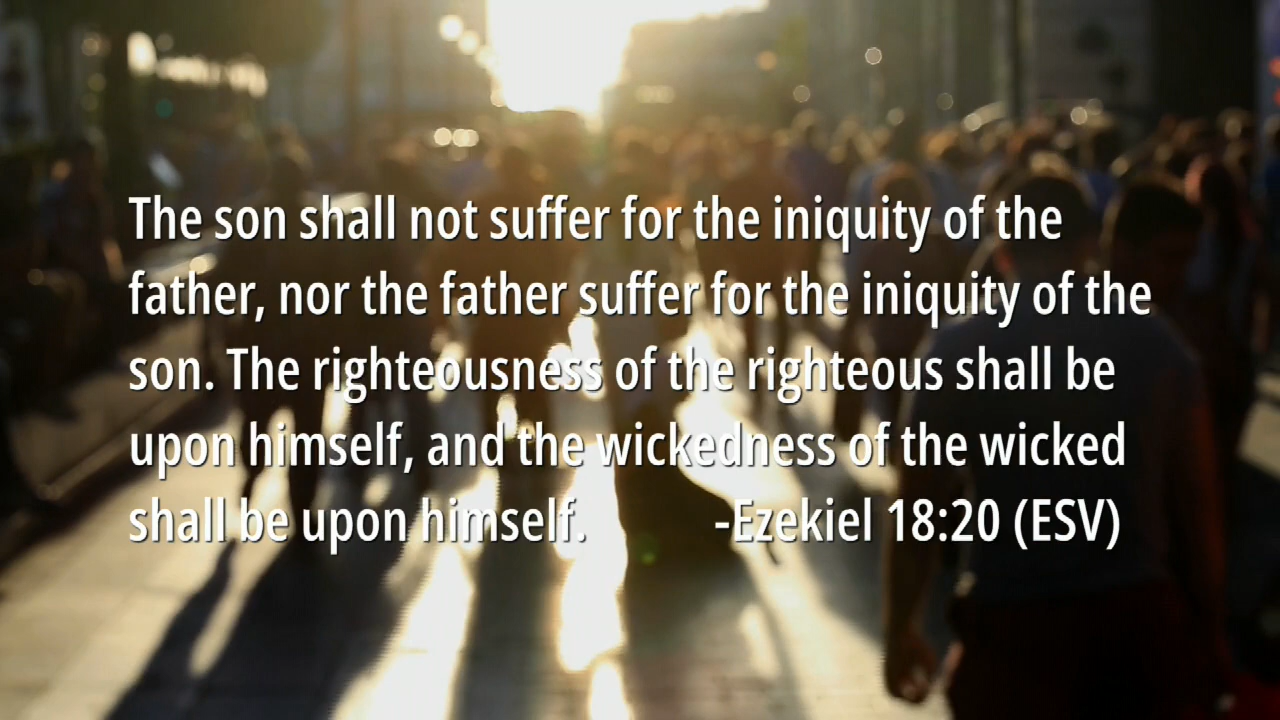 The son shall not suffer for the iniquity of the
father, nor the father suffer for the iniquity of the
son. The righteousness of the righteous shall be
upon himself, and the wickedness of the wicked
shall be upon himself. -Ezekiel 18:20 (ESV)